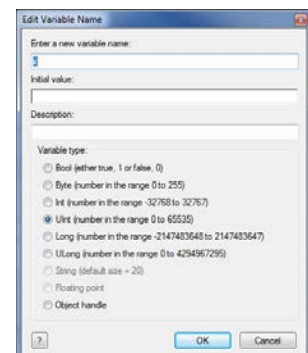 Edit Variable Name
Enter a new variable name:
Initial value:
Description:
Variable type:
Bool (either true, 1 or false, 0)
Byte (number in the range 0 to 255)
Int (number in the range -32768 to 32767)
UInt (number in the range 0 to 65535)
Long (number in the range -2147483648 to 2147483647)
ULong (number in the range 0 to 4294967295)
String (default size = 20)
Floating point
Object handle
? OK Cancel